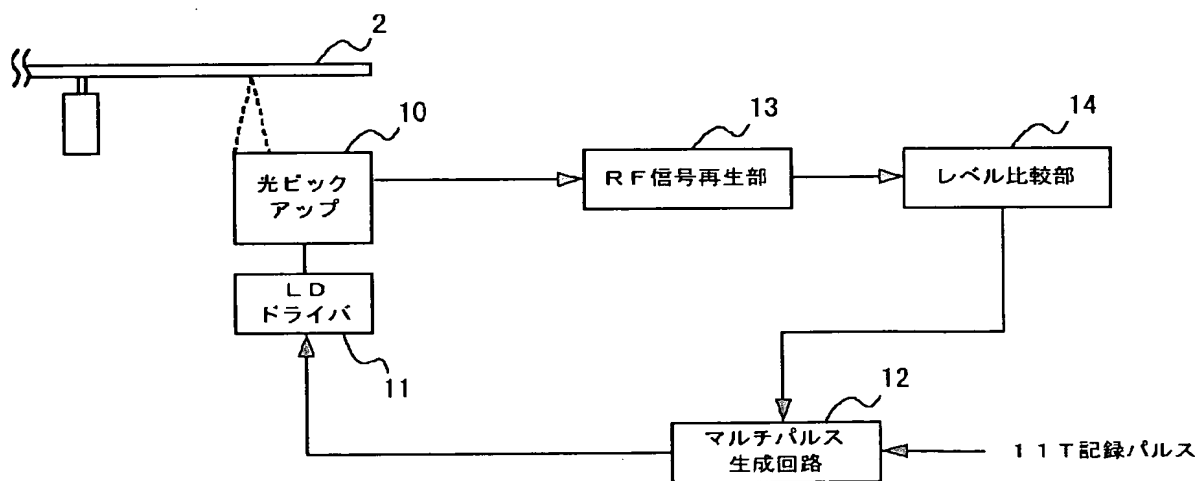 2
10
13
14
光ピック
アップ
RF信号再生部
レベル比較部
LD
ドライバ
11
12
マルチパルス
生成回路
11T記録パルス